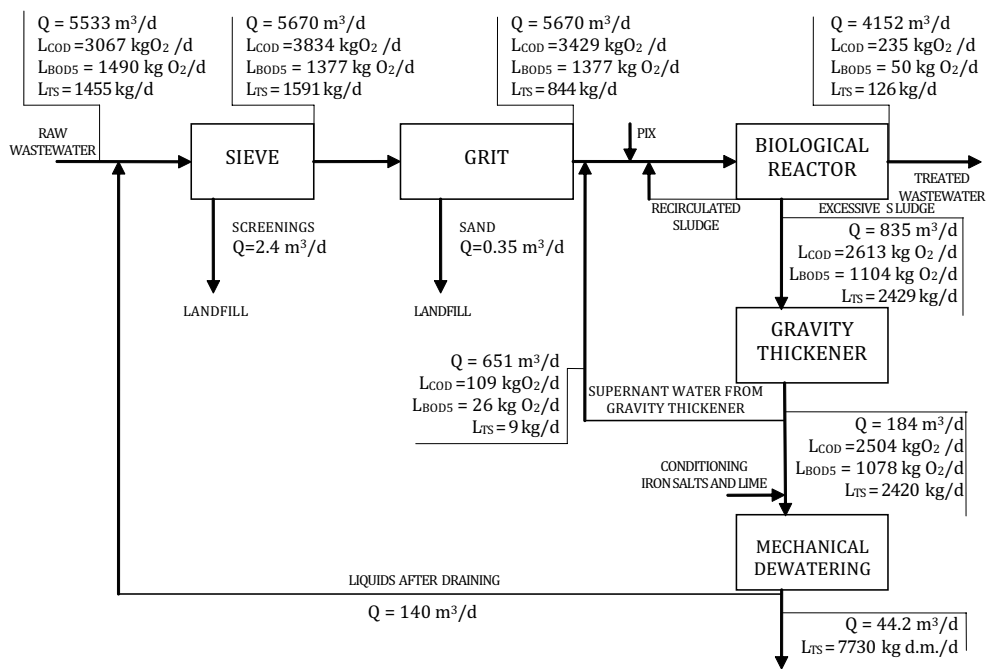 Q = 5533 m³/d
LCOD =3067 kgO₂ /d
LBOD5 = 1490 kg O₂/d
LTS = 1455 kg/d
Q = 5670 m³/d
LCOD =3834 kgO₂ /d
LBOD5 = 1377 kg O₂/d
LTS = 1591 kg/d
Q = 5670 m³/d
LCOD =3429 kgO₂ /d
LBOD5 = 1377 kg O₂/d
LTS = 844 kg/d
Q = 4152 m³/d
LCOD =235 kgO₂ /d
LBOD5 = 50 kg O₂/d
LTS = 126 kg/d
RAW
WASTEWATER
SIEVE
GRIT
PIX
BIOLOGICAL
REACTOR
TREATED
WASTEWATER
RECIRCULATED
SLUDGE
SCREENINGS
Q=2.4 m³/d
LANDFILL
SAND
Q=0.35 m³/d
LANDFILL
EXCESSIVE SLUDGE
Q = 835 m³/d
LCOD =2613 kg O₂ /d
LBOD5 = 1104 kg O₂/d
LTS = 2429 kg/d
GRAVITY
THICKENER
Q = 651 m³/d
LCOD =109 kgO₂/d
LBOD5 = 26 kg O₂/d
LTS = 9 kg/d
SUPERNANT WATER FROM
GRAVITY THICKENER
Q = 184 m³/d
LCOD =2504 kgO₂ /d
LBOD5 = 1078 kg O₂/d
LTS = 2420 kg/d
CONDITIONING
IRON SALTS AND LIME
MECHANICAL
DEWATERING
LIQUIDS AFTER DRAINING
Q = 140 m³/d
Q = 44.2 m³/d
LTS = 7730 kg d.m./d